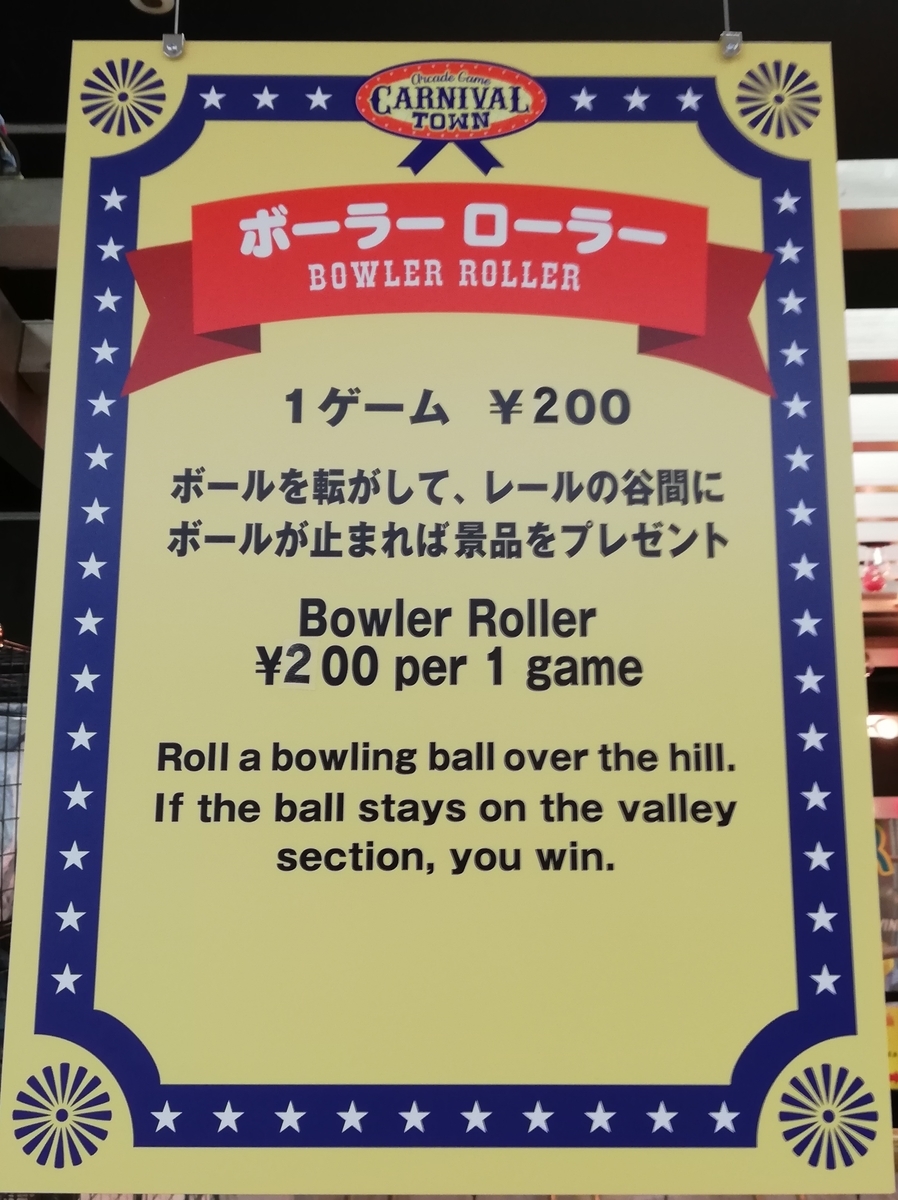 Arcade Game
CARNIVAL
TOWN
ボーラー ローラー
BOWLER ROLLER
1ゲーム ¥200
ボールを転がして、レールの谷間に
ボールが止まれば景品をプレゼント
Bowler Roller
¥200 per 1 game
Roll a bowling ball over the hill.
If the ball stays on the valley
section, you win.